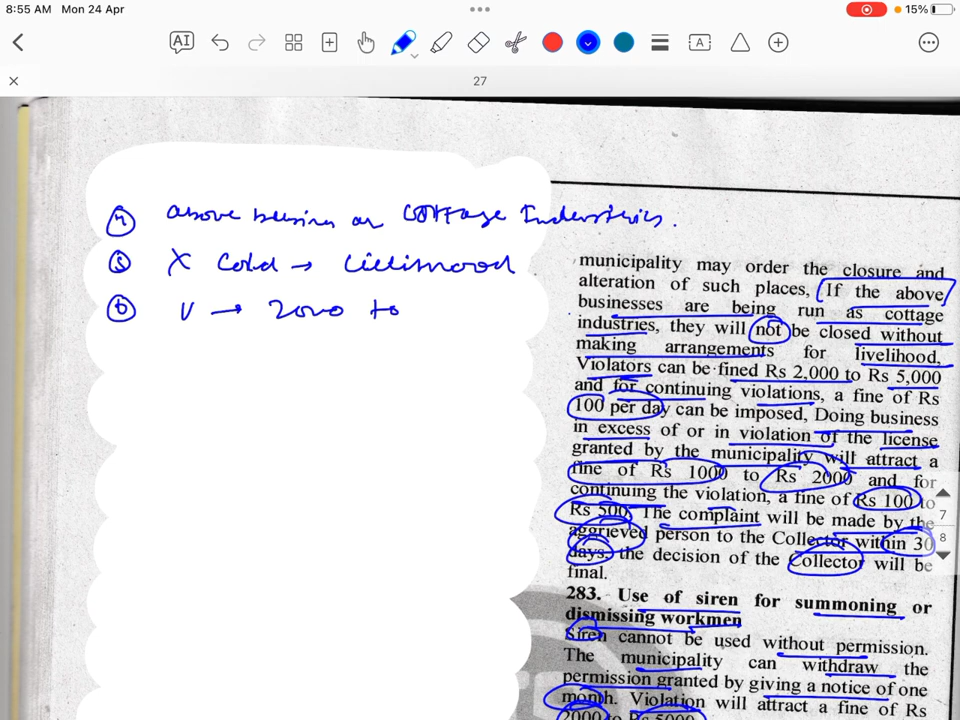 8:55 AM Mon 24 Apr
15%
AI
A
27
④ above an Cottage Industries.
⑤ X Cold → Livelihood
⑥ V → 2000 to
municipality may order the closure and
alteration of such places, If the above
businesses are being run as cottage
industries, they will not be closed without
making arrangements for livelihood,
Violators can be fined Rs 2,000 to Rs 5,000
and for continuing violations, a fine of Rs
100 per day can be imposed, Doing business
in excess of or in violation of the license
granted by the municipality will attract a
fine of Rs 1000 to Rs 2000 and for
continuing the violation, a fine of Rs 100 to
Rs 500. The complaint will be made by the
aggrieved person to the Collector within 30
days, the decision of the Collector will be
final.
7
8
283. Use of siren for summoning or
dismissing workmen
Siren cannot be used without permission.
The municipality can withdraw the
permission granted by giving a notice of one
month. Violation will attract a fine of Rs
2000 to Rs 5000